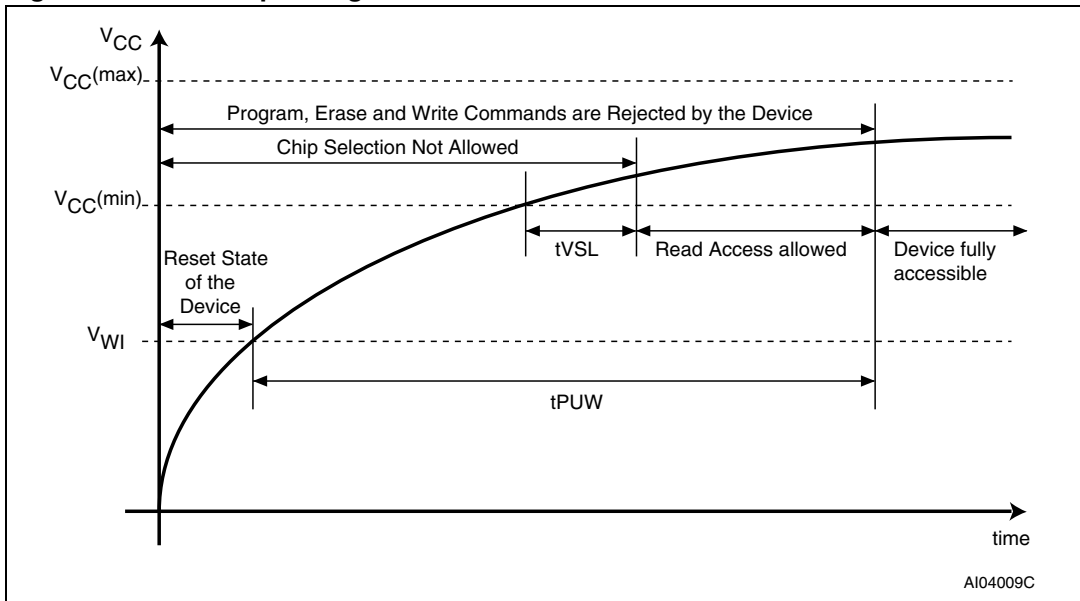 VCC
VCC(max)
Program, Erase and Write Commands are Rejected by the Device
Chip Selection Not Allowed
VCC(min)
tVSL
Read Access allowed
Device fully
accessible
Reset State
of the
Device
VWI
tPUW
time
AI04009C